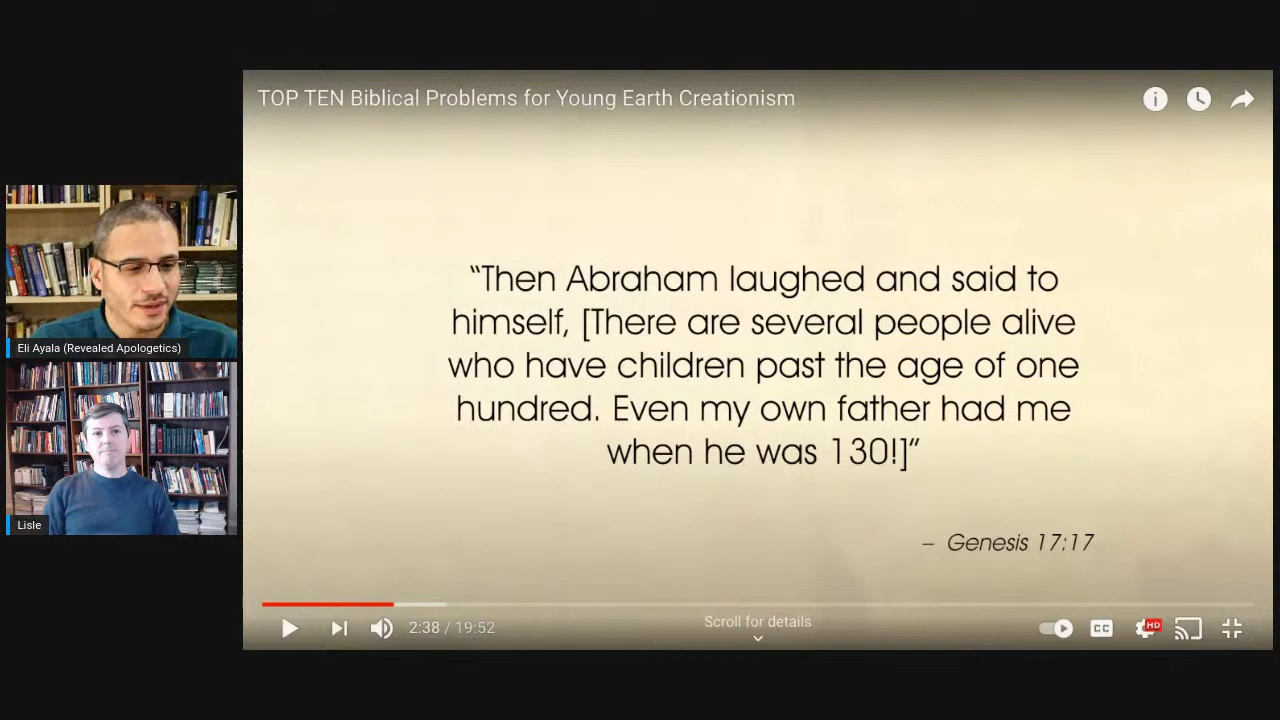 TOP TEN Biblical Problems for Young Earth Creationism
“Then Abraham laughed and said to
himself, [There are several people alive
who have children past the age of one
hundred. Even my own father had me
when he was 130!]”
– Genesis 17:17
Eli Ayala (Revealed Apologetics)
Lisle
Scroll for details
2:38 / 19:52
CC
HD